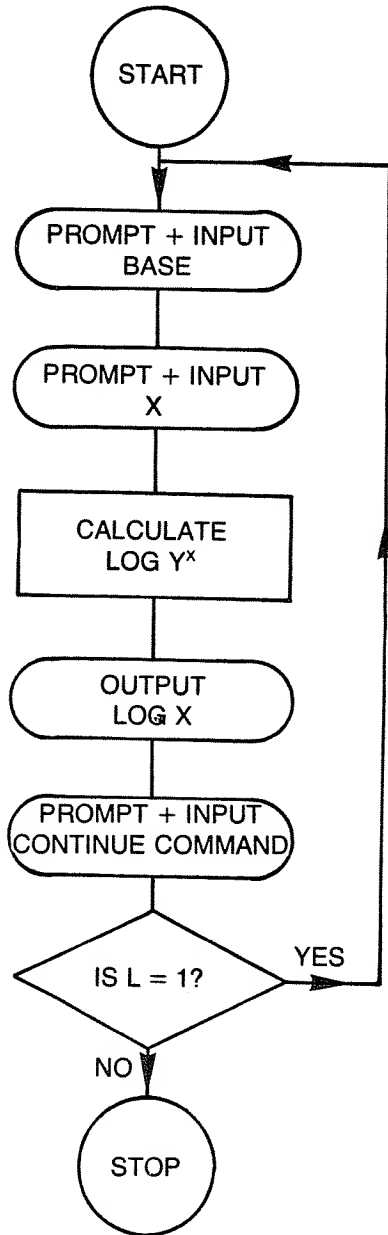 START
PROMPT + INPUT
BASE
PROMPT + INPUT
X
CALCULATE
LOG Yˣ
OUTPUT
LOG X
PROMPT + INPUT
CONTINUE COMMAND
IS L = 1?
YES
NO
STOP